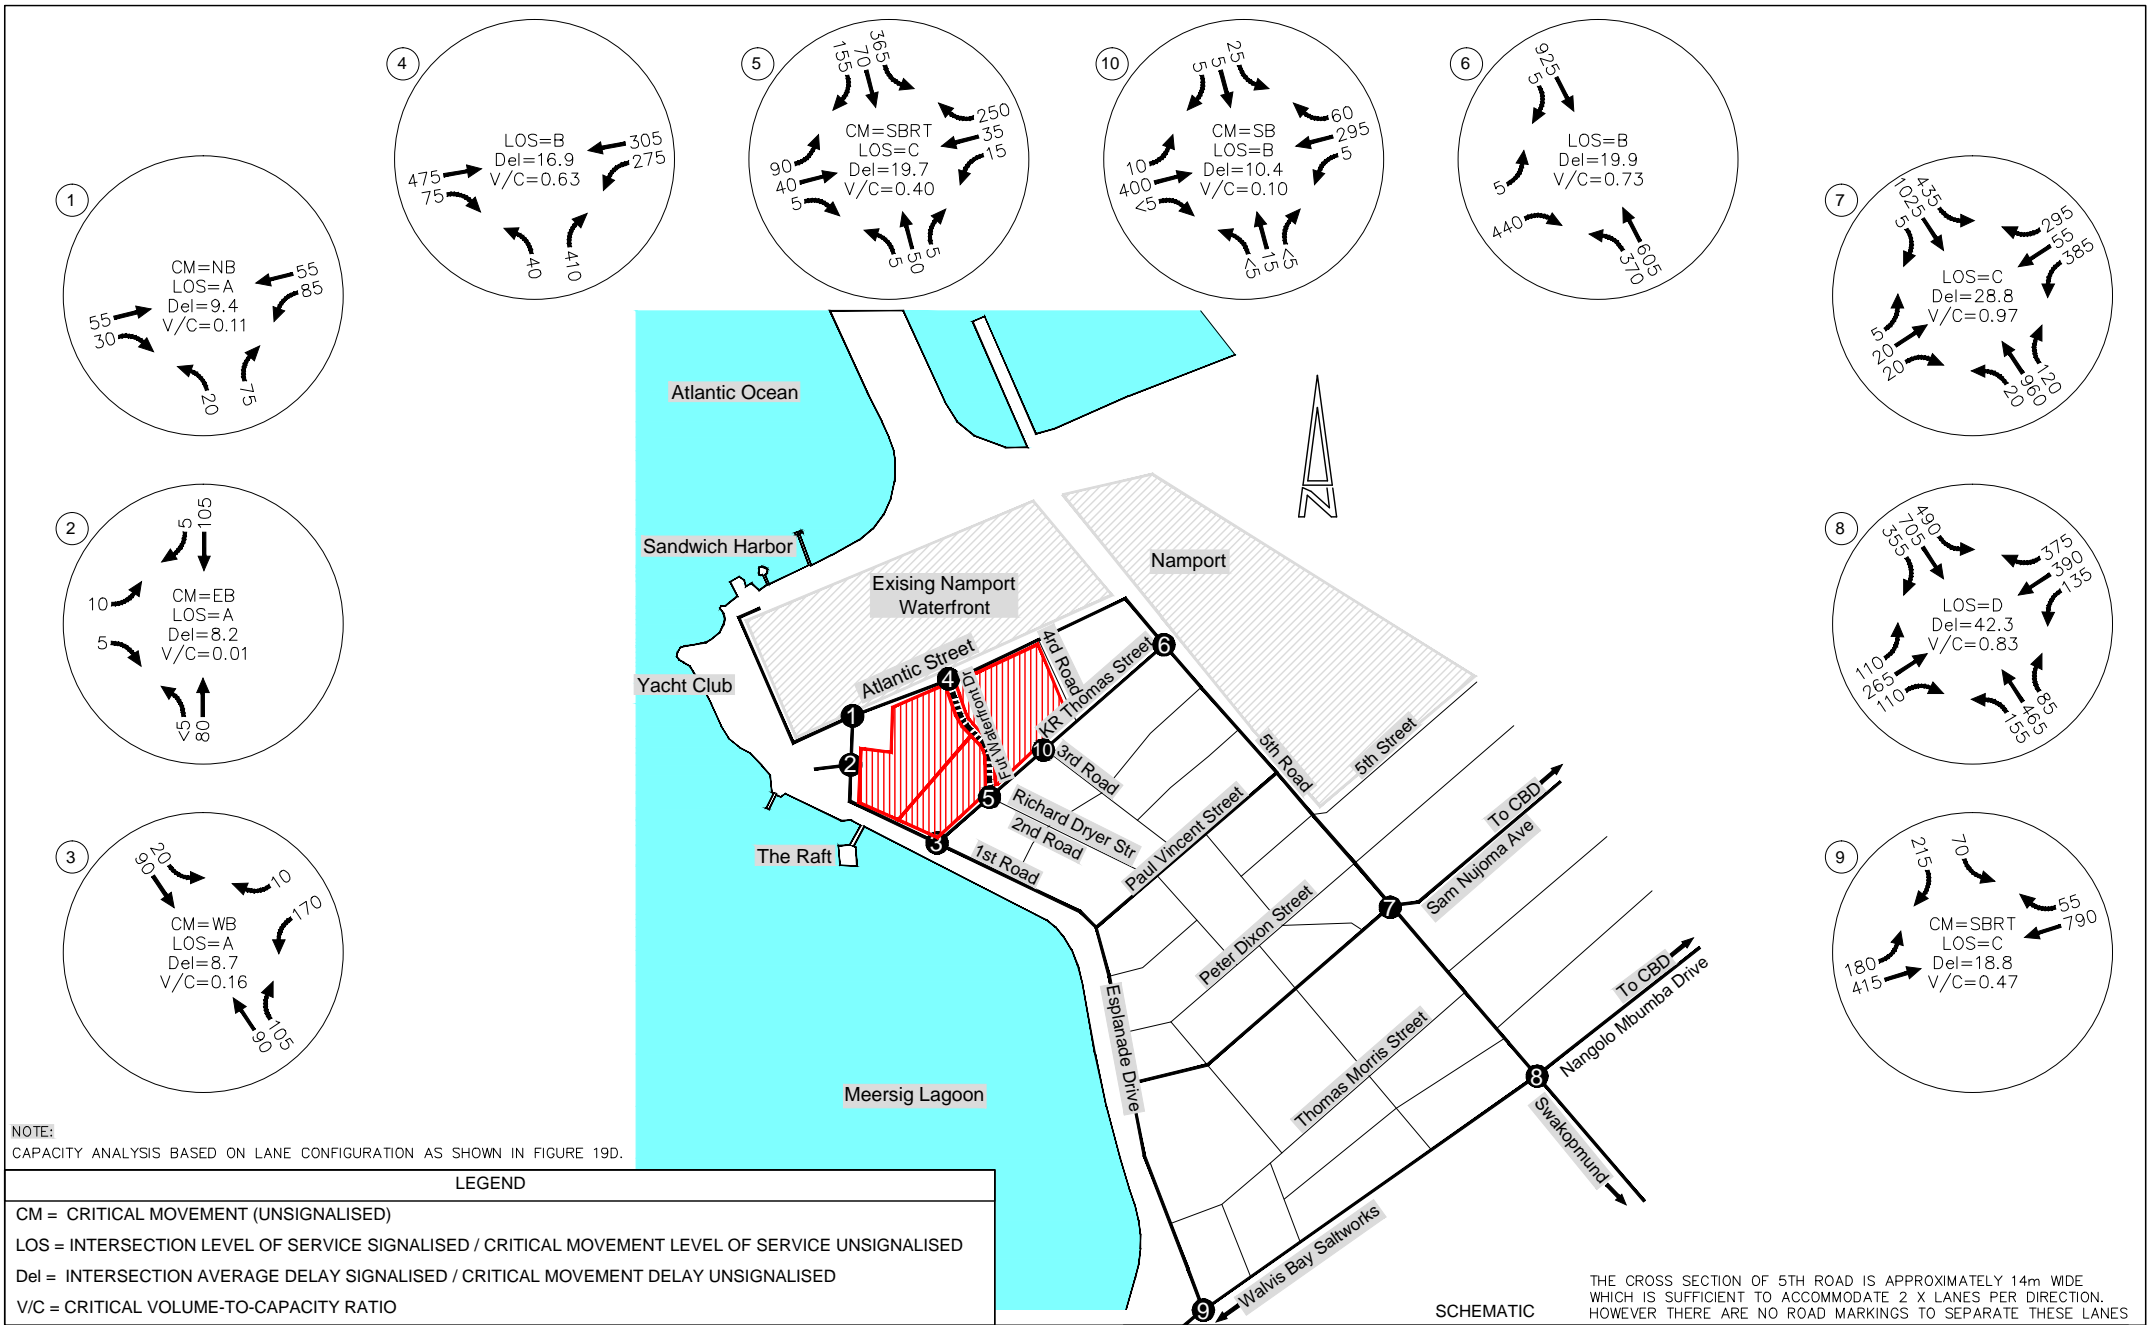 4
475
75
LOS=B
Del=16.9
V/C=0.63
305
275
40
410
5
155
70
365
CM=SBRT
LOS=C
Del=19.7
V/C=0.40
250
35
15
90
40
5
5
50
5
10
5
5
25
CM=SB
LOS=B
Del=10.4
V/C=0.10
60
295
5
10
400
<5
<5
15
<5
6
925
5
LOS=B
Del=19.9
V/C=0.73
5
440
605
370
1
CM=NB
LOS=A
Del=9.4
V/C=0.11
55
85
55
30
20
75
7
435
1025
5
LOS=C
Del=28.8
V/C=0.97
295
55
385
5
20
20
120
960
20
2
5
105
10
CM=EB
LOS=A
Del=8.2
V/C=0.01
5
<5
80
8
490
705
355
LOS=D
Del=42.3
V/C=0.83
375
390
135
110
265
110
85
465
155
3
20
90
10
170
CM=WB
LOS=A
Del=8.7
V/C=0.16
105
90
9
215
70
CM=SBRT
LOS=C
Del=18.8
V/C=0.47
55
790
180
415
Atlantic Ocean
Sandwich Harbor
Exising Namport
Waterfront
Namport
Yacht Club
Atlantic Street
4rd Road
KR Thomas Street
Fut Waterfront Dr
1
2
3
4
5
6
7
8
9
10
3rd Road
Richard Dryer Str
2nd Road
1st Road
The Raft
Paul Vincent Street
5th Road
5th Street
To CBD
Sam Nujoma Ave
Peter Dixon Street
Esplanade Drive
Thomas Morris Street
To CBD
Nangolo Mbumba Drive
Swakopmund
Meersig Lagoon
Walvis Bay Saltworks
N
NOTE:
CAPACITY ANALYSIS BASED ON LANE CONFIGURATION AS SHOWN IN FIGURE 19D.
LEGEND
CM = CRITICAL MOVEMENT (UNSIGNALISED)
LOS = INTERSECTION LEVEL OF SERVICE SIGNALISED / CRITICAL MOVEMENT LEVEL OF SERVICE UNSIGNALISED
Del = INTERSECTION AVERAGE DELAY SIGNALISED / CRITICAL MOVEMENT DELAY UNSIGNALISED
V/C = CRITICAL VOLUME-TO-CAPACITY RATIO
SCHEMATIC
THE CROSS SECTION OF 5TH ROAD IS APPROXIMATELY 14m WIDE
WHICH IS SUFFICIENT TO ACCOMMODATE 2 X LANES PER DIRECTION.
HOWEVER THERE ARE NO ROAD MARKINGS TO SEPARATE THESE LANES